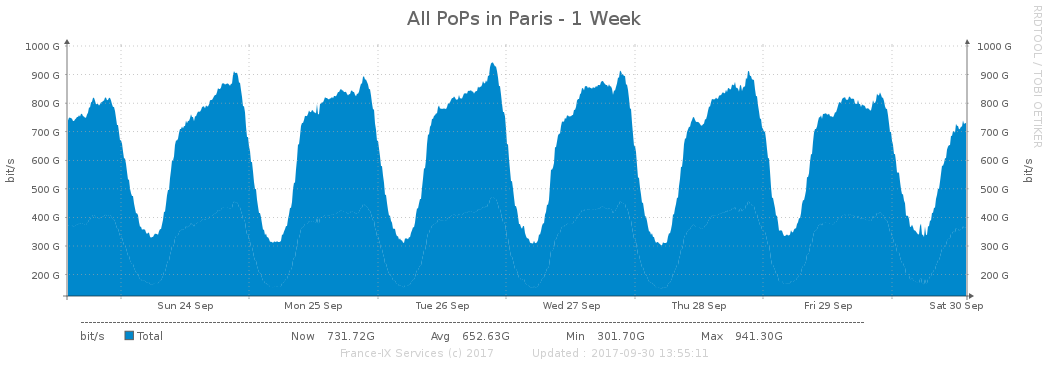 All PoPs in Paris - 1 Week
RRDTOOL / TOBI OETIKER
1000 G 1000 G
900 G 900 G
800 G 800 G
700 G 700 G
600 G 600 G
500 G 500 G
400 G 400 G
300 G 300 G
200 G 200 G
bit/s bit/s
Sun 24 Sep Mon 25 Sep Tue 26 Sep Wed 27 Sep Thu 28 Sep Fri 29 Sep Sat 30 Sep
bit/s Total Now 731.72G Avg 652.63G Min 301.70G Max 941.30G
France-IX Services (c) 2017 Updated : 2017-09-30 13:55:11